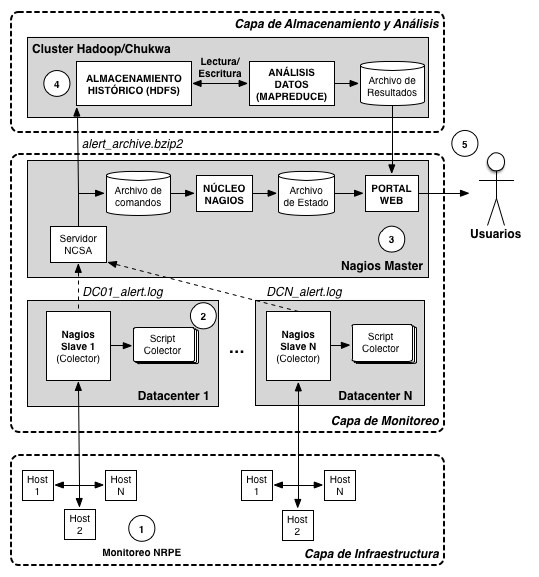 Capa de Almacenamiento y Análisis
Cluster Hadoop/Chukwa
4
ALMACENAMIENTO
HISTÓRICO (HDFS)
Lectura/
Escritura
ANÁLISIS
DATOS
(MAPREDUCE)
Archivo de
Resultados
alert_archive.bzip2
5
Usuarios
Archivo de
comandos
NÚCLEO
NAGIOS
Archivo
de Estado
PORTAL
WEB
3
Servidor
NCSA
Nagios Master
DC01_alert.log
DCN_alert.log
2
Nagios
Slave 1
(Colector)
Script
Colector
Datacenter 1
...
Nagios
Slave N
(Colector)
Script
Colector
Datacenter N
Capa de Monitoreo
Host
1
Host
N
Host
2
1
Monitoreo NRPE
Host
1
Host
N
Host
2
Capa de Infraestructura